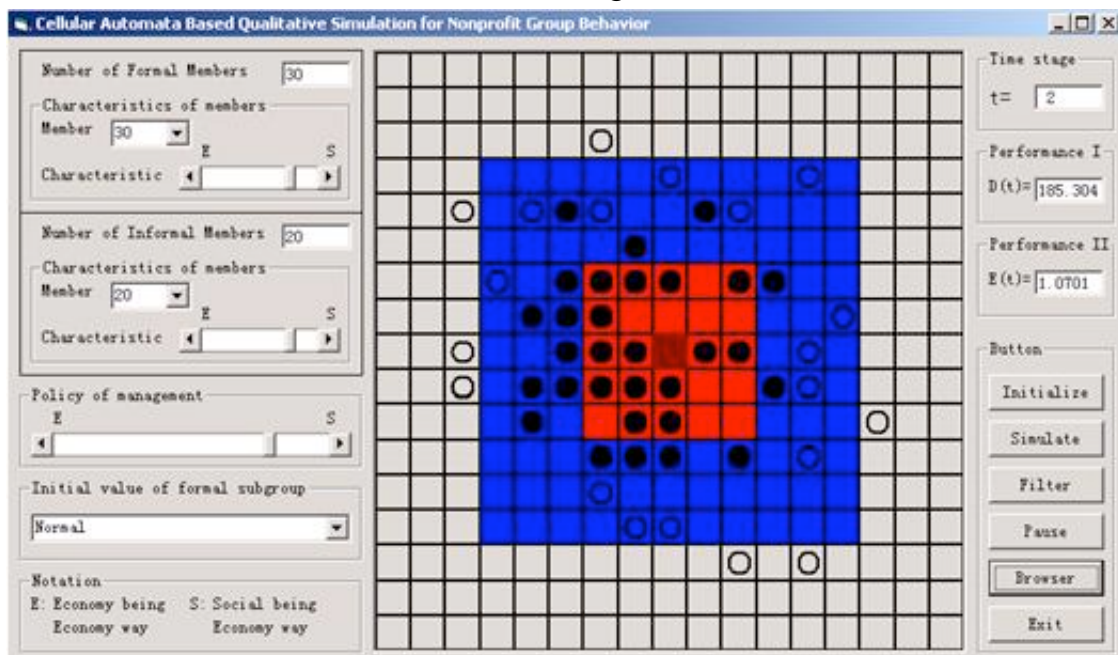 Cellular Automata Based Qualitative Simulation for Nonprofit Group Behavior
Number of Formal Members 30
Characteristics of members
Member 30
E S
Characteristic
Number of Informal Members 20
Characteristics of members
Member 20
E S
Characteristic
Policy of management
E S
Initial value of formal subgroup
Normal
Notation
E: Economy being S: Social being
Economy way Economy way
Time stage
t= 2
Performance I
D(t)= 185.304
Performance II
E(t)= 1.0701
Button
Initialize
Simulate
Filter
Pause
Browser
Exit